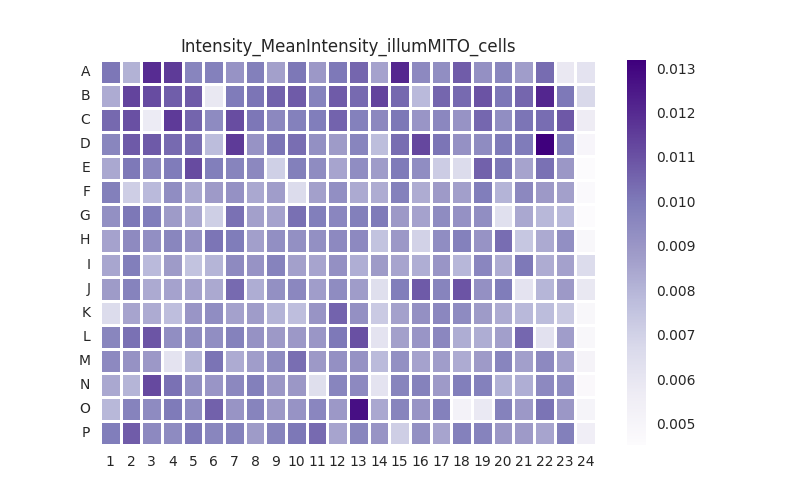 Intensity_MeanIntensity_illumMITO_cells
A
B
C
D
E
F
G
H
I
J
K
L
M
N
O
P
1 2 3 4 5 6 7 8 9 10 11 12 13 14 15 16 17 18 19 20 21 22 23 24
0.013
0.012
0.011
0.010
0.009
0.008
0.007
0.006
0.005